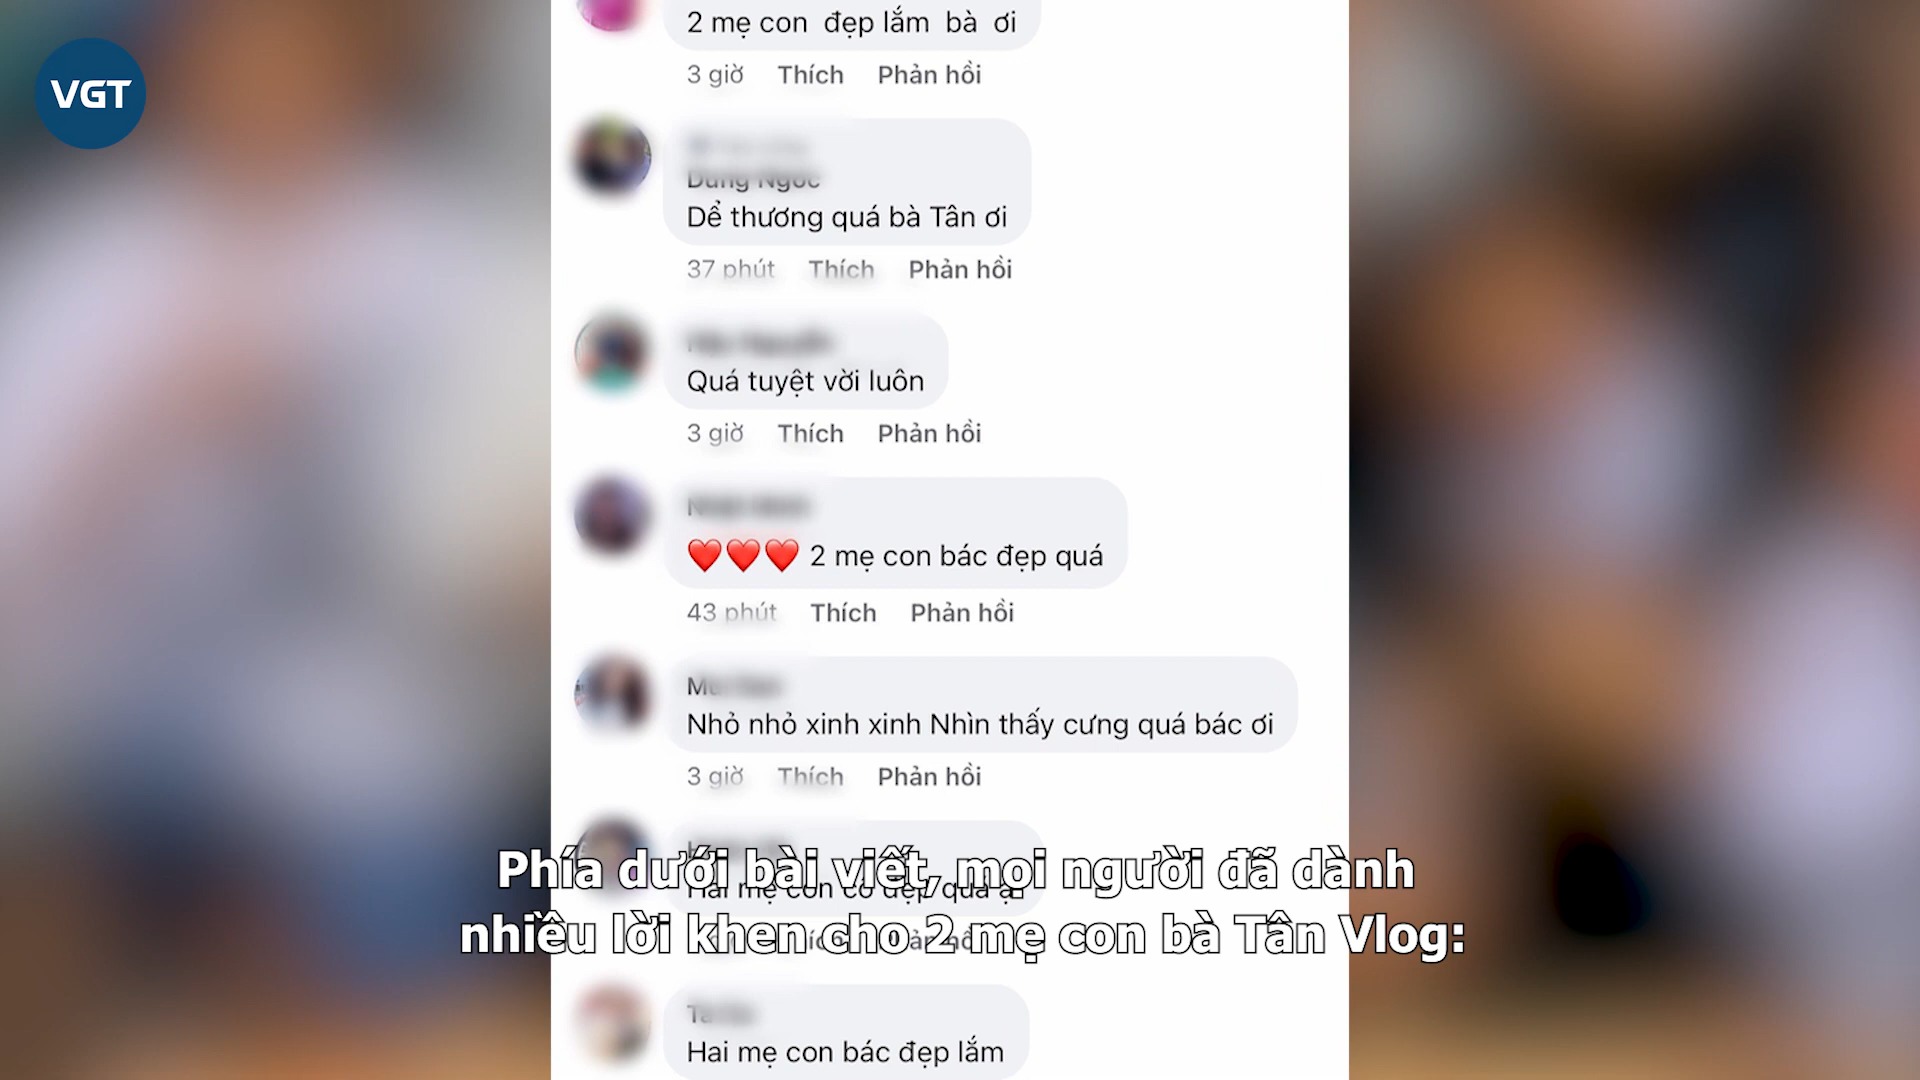 VGT
2 mẹ con đẹp lắm bà ơi
3 giờ Thích Phản hồi
Dung Ngoc
Dể thương quá bà Tân ơi
37 phút Thích Phản hồi
Quá tuyệt vời luôn
3 giờ Thích Phản hồi
❤️❤️❤️ 2 mẹ con bác đẹp quá
43 phút Thích Phản hồi
Nhỏ nhỏ xinh xinh Nhìn thấy cưng quá bác ơi
3 giờ Thích Phản hồi
Phía dưới bài viết, mọi người đã dành
nhiều lời khen cho 2 mẹ con bà Tân Vlog:
Hai mẹ con bác đẹp lắm